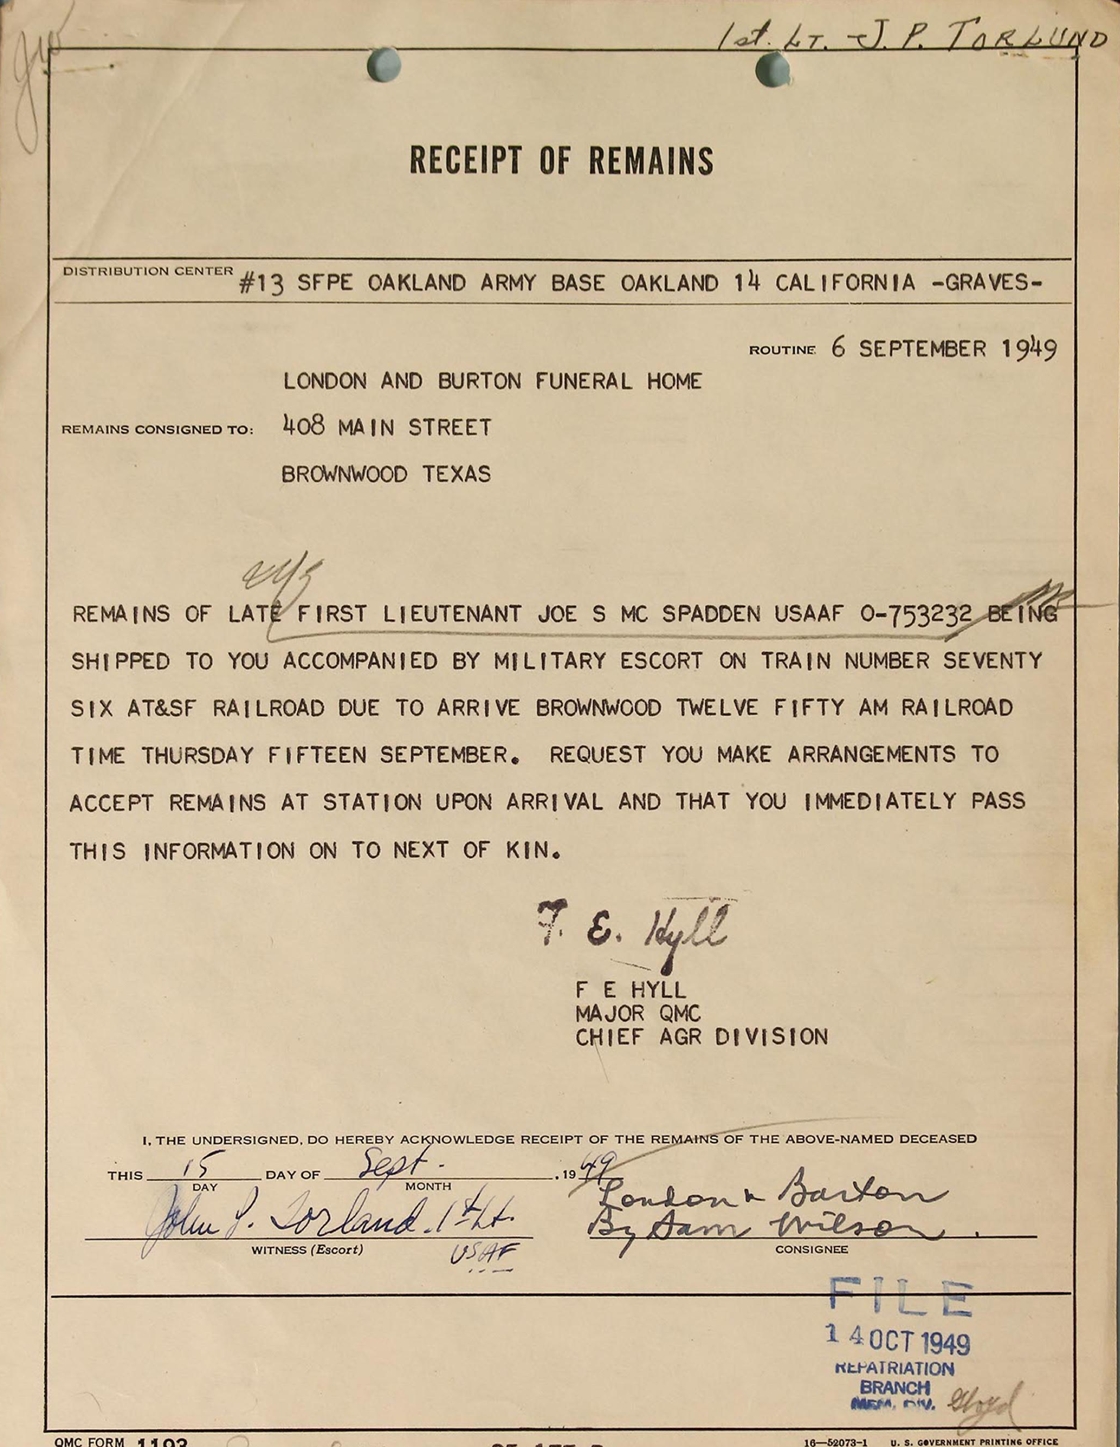 1st. LT. J. P. TORLUND
RECEIPT OF REMAINS
DISTRIBUTION CENTER #13 SFPE OAKLAND ARMY BASE OAKLAND 14 CALIFORNIA -GRAVES-
ROUTINE 6 SEPTEMBER 1949
LONDON AND BURTON FUNERAL HOME
REMAINS CONSIGNED TO: 408 MAIN STREET
BROWNWOOD TEXAS
REMAINS OF LATE FIRST LIEUTENANT JOE S MC SPADDEN USAAF O-753232 BEING
SHIPPED TO YOU ACCOMPANIED BY MILITARY ESCORT ON TRAIN NUMBER SEVENTY
SIX AT&SF RAILROAD DUE TO ARRIVE BROWNWOOD TWELVE FIFTY AM RAILROAD
TIME THURSDAY FIFTEEN SEPTEMBER. REQUEST YOU MAKE ARRANGEMENTS TO
ACCEPT REMAINS AT STATION UPON ARRIVAL AND THAT YOU IMMEDIATELY PASS
THIS INFORMATION ON TO NEXT OF KIN.
F. E. Hyll
F E HYLL
MAJOR QMC
CHIEF AGR DIVISION
I, THE UNDERSIGNED, DO HEREBY ACKNOWLEDGE RECEIPT OF THE REMAINS OF THE ABOVE-NAMED DECEASED
THIS 15 DAY OF Sept. , 1949
DAY MONTH
London & Barton
John P. Torland 1st Lt. By Sam Wilson.
WITNESS (Escort) USAF CONSIGNEE
FILE
14 OCT 1949
REPATRIATION
BRANCH
MEM. DIV.
QMC FORM 1193
16—52073-1 U. S. GOVERNMENT PRINTING OFFICE